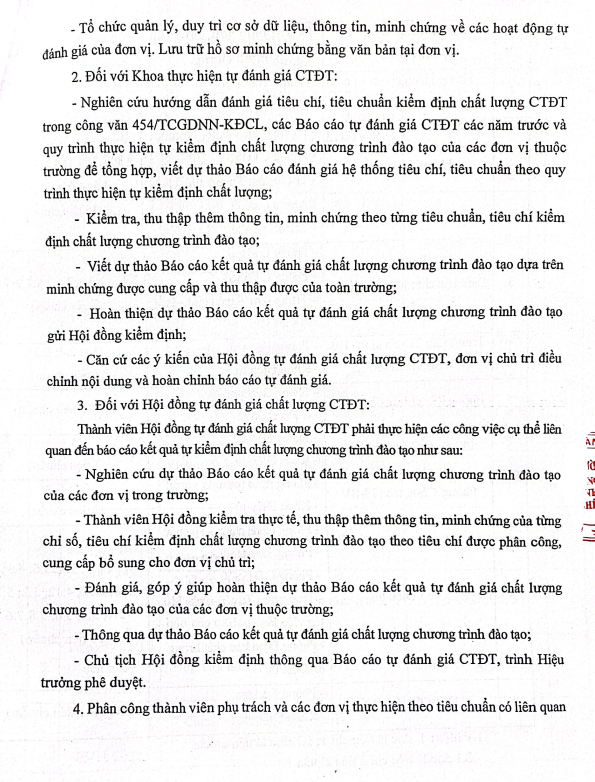 - Tổ chức quản lý, duy trì cơ sở dữ liệu, thông tin, minh chứng về các hoạt động tự
đánh giá của đơn vị. Lưu trữ hồ sơ minh chứng bằng văn bản tại đơn vị.
2. Đối với Khoa thực hiện tự đánh giá CTĐT:
- Nghiên cứu hướng dẫn đánh giá tiêu chí, tiêu chuẩn kiểm định chất lượng CTĐT
trong công văn 454/TCGDNN-KĐCL, các Báo cáo tự đánh giá CTĐT các năm trước và
quy trình thực hiện tự kiểm định chất lượng chương trình đào tạo của các đơn vị thuộc
trường để tổng hợp, viết dự thảo Báo cáo đánh giá hệ thống tiêu chí, tiêu chuẩn theo quy
trình thực hiện tự kiểm định chất lượng;
- Kiểm tra, thu thập thêm thông tin, minh chứng theo từng tiêu chuẩn, tiêu chí kiểm
định chất lượng chương trình đào tạo;
- Viết dự thảo Báo cáo kết quả tự đánh giá chất lượng chương trình đào tạo dựa trên
minh chứng được cung cấp và thu thập được của toàn trường;
- Hoàn thiện dự thảo Báo cáo kết quả tự đánh giá chất lượng chương trình đào tạo
gửi Hội đồng kiểm định;
- Căn cứ các ý kiến của Hội đồng tự đánh giá chất lượng CTĐT, đơn vị chủ trì điều
chỉnh nội dung và hoàn chỉnh báo cáo tự đánh giá.
3. Đối với Hội đồng tự đánh giá chất lượng CTĐT:
Thành viên Hội đồng tự đánh giá chất lượng CTĐT phải thực hiện các công việc cụ thể liên
quan đến báo cáo kết quả tự kiểm định chất lượng chương trình đào tạo như sau:
- Nghiên cứu dự thảo Báo cáo kết quả tự đánh giá chất lượng chương trình đào tạo
của các đơn vị trong trường;
- Thành viên Hội đồng kiểm tra thực tế, thu thập thêm thông tin, minh chứng của từng
chỉ số, tiêu chí kiểm định chất lượng chương trình đào tạo theo tiêu chí được phân công,
cung cấp bổ sung cho đơn vị chủ trì;
- Đánh giá, góp ý giúp hoàn thiện dự thảo Báo cáo kết quả tự đánh giá chất lượng
chương trình đào tạo của các đơn vị thuộc trường;
- Thông qua dự thảo Báo cáo kết quả tự đánh giá chất lượng chương trình đào tạo;
- Chủ tịch Hội đồng kiểm định thông qua Báo cáo tự đánh giá CTĐT, trình Hiệu
trưởng phê duyệt.
4. Phân công thành viên phụ trách và các đơn vị thực hiện theo tiêu chuẩn có liên quan